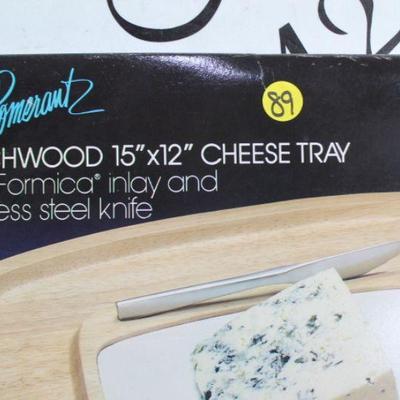 Pomerantz
89
HWOOD 15"x12" CHEESE TRAY
Formica® inlay and
ess steel knife